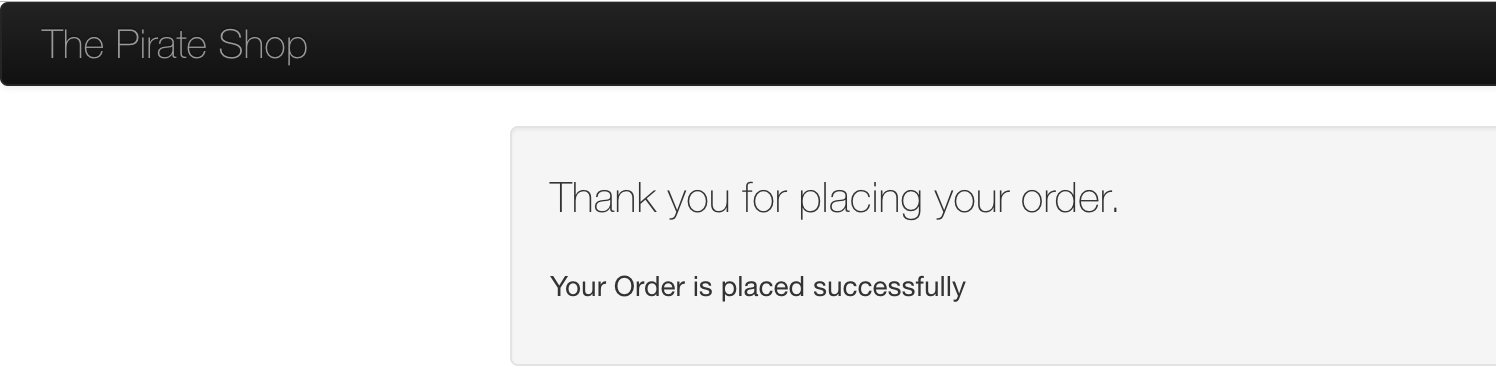 The Pirate Shop
Thank you for placing your order.
Your Order is placed successfully